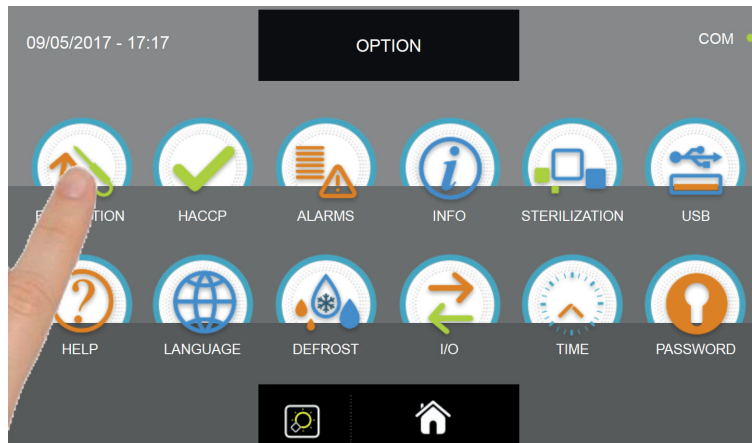 09/05/2017 - 17:17
OPTION
COM
HACCP
ALARMS
INFO
STERILIZATION
USB
HELP
LANGUAGE
DEFROST
I/O
TIME
PASSWORD